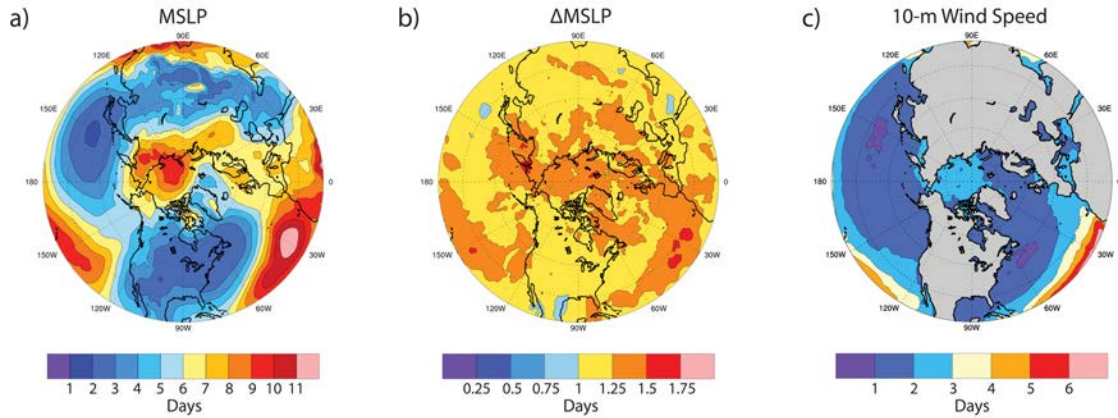 a) MSLP
b) ΔMSLP
c) 10-m Wind Speed
90E
120E 60E
150E 30E
180 0
150W 30W
120W 60W
90W
90E
120E 60E
150E 30E
180 0
150W 30W
120W 60W
90W
90E
120E 60E
150E 30E
180 0
150W 30W
120W 60W
90W
1 2 3 4 5 6 7 8 9 10 11
Days
0.25 0.5 0.75 1 1.25 1.5 1.75
Days
1 2 3 4 5 6
Days